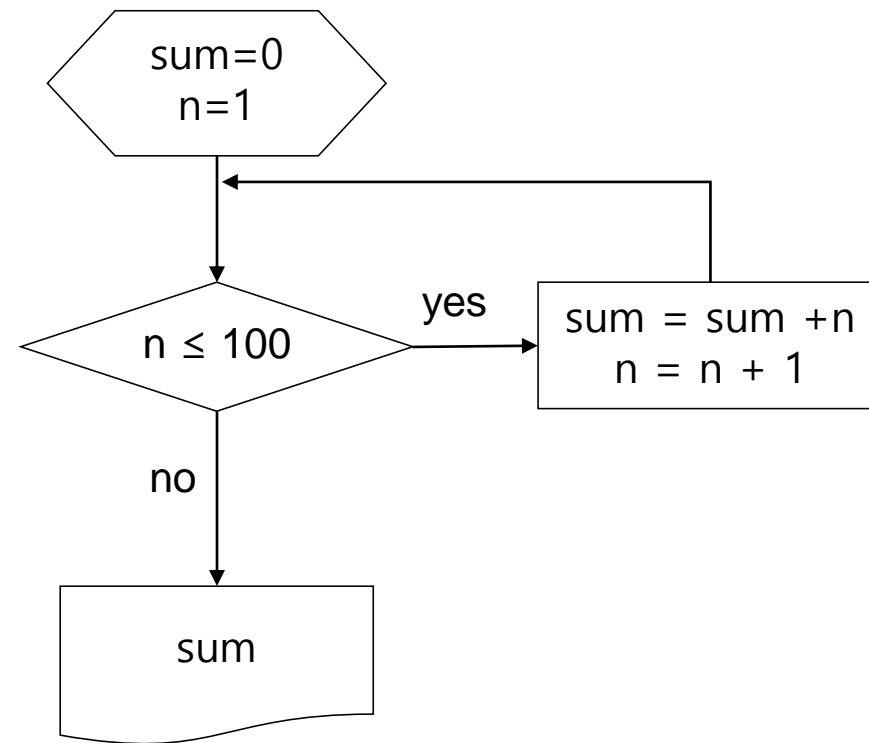 sum=0
n=1
n ≤ 100
yes
sum = sum +n
n = n + 1
no
sum